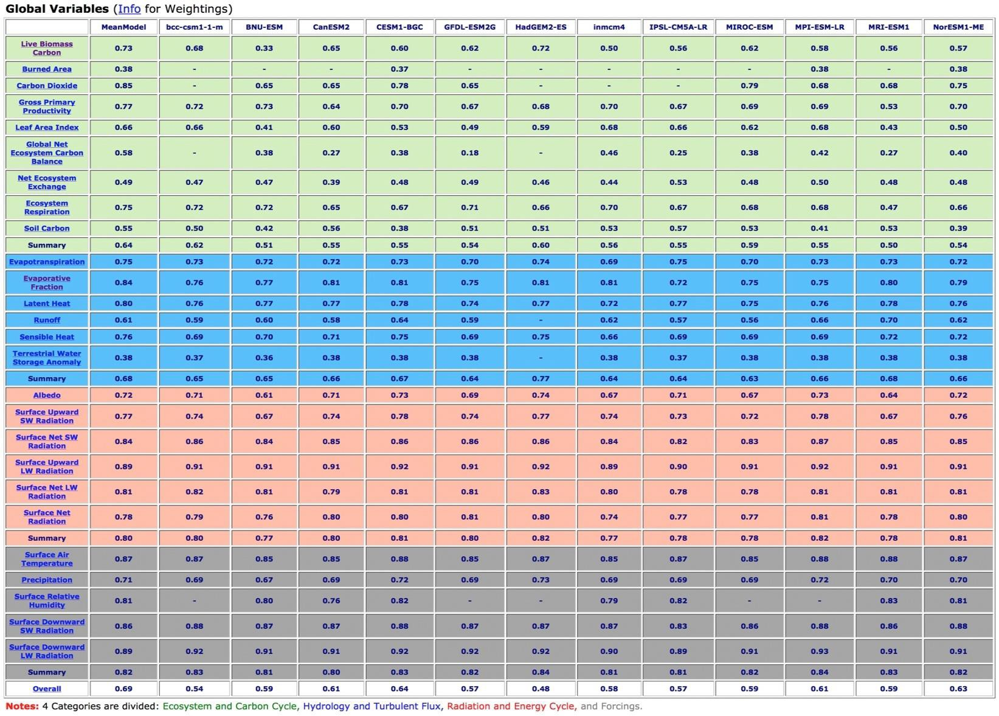 Global Variables (Info for Weightings)
MeanModel bcc-csm1-1-m BNU-ESM CanESM2 CESM1-BGC GFDL-ESM2G HadGEM2-ES inmcm4 IPSL-CM5A-LR MIROC-ESM MPI-ESM-LR MRI-ESM1 NorESM1-ME
Live Biomass
Carbon 0.73 0.68 0.33 0.65 0.60 0.62 0.72 0.50 0.56 0.62 0.58 0.56 0.57
Burned Area 0.38 - - - 0.37 - - - - - 0.38 - 0.38
Carbon Dioxide 0.85 - 0.65 0.65 0.78 0.65 - - - 0.79 0.68 0.68 0.75
Gross Primary
Productivity 0.77 0.72 0.73 0.64 0.70 0.67 0.68 0.70 0.67 0.69 0.69 0.53 0.70
Leaf Area Index 0.66 0.66 0.41 0.60 0.53 0.49 0.59 0.68 0.66 0.62 0.68 0.43 0.50
Global Net
Ecosystem Carbon
Balance 0.58 - 0.38 0.27 0.38 0.18 - 0.46 0.25 0.38 0.42 0.27 0.40
Net Ecosystem
Exchange 0.49 0.47 0.47 0.39 0.48 0.49 0.46 0.44 0.53 0.48 0.50 0.48 0.48
Ecosystem
Respiration 0.75 0.72 0.72 0.65 0.67 0.71 0.66 0.70 0.67 0.68 0.68 0.47 0.66
Soil Carbon 0.55 0.50 0.42 0.56 0.38 0.51 0.51 0.53 0.57 0.53 0.41 0.53 0.39
Summary 0.64 0.62 0.51 0.55 0.55 0.54 0.60 0.56 0.55 0.59 0.55 0.50 0.54
Evapotranspiration 0.75 0.73 0.72 0.72 0.73 0.70 0.74 0.69 0.75 0.70 0.73 0.73 0.72
Evaporative
Fraction 0.84 0.76 0.77 0.81 0.81 0.75 0.81 0.81 0.72 0.75 0.75 0.80 0.79
Latent Heat 0.80 0.76 0.77 0.77 0.78 0.74 0.77 0.72 0.77 0.75 0.76 0.78 0.76
Runoff 0.61 0.59 0.60 0.58 0.64 0.59 - 0.62 0.57 0.56 0.66 0.70 0.62
Sensible Heat 0.76 0.69 0.70 0.71 0.75 0.69 0.75 0.66 0.69 0.69 0.69 0.72 0.72
Terrestrial Water
Storage Anomaly 0.38 0.37 0.36 0.38 0.38 0.38 - 0.38 0.37 0.38 0.38 0.38 0.38
Summary 0.68 0.65 0.65 0.66 0.67 0.64 0.77 0.64 0.64 0.63 0.66 0.68 0.66
Albedo 0.72 0.71 0.61 0.71 0.73 0.69 0.74 0.67 0.71 0.67 0.73 0.64 0.72
Surface Upward
SW Radiation 0.77 0.74 0.67 0.74 0.78 0.74 0.77 0.74 0.73 0.72 0.78 0.67 0.76
Surface Net SW
Radiation 0.84 0.86 0.84 0.85 0.86 0.86 0.86 0.84 0.82 0.83 0.87 0.85 0.85
Surface Upward
LW Radiation 0.89 0.91 0.91 0.91 0.92 0.91 0.92 0.89 0.90 0.91 0.92 0.91 0.91
Surface Net LW
Radiation 0.81 0.82 0.81 0.79 0.81 0.81 0.83 0.80 0.78 0.78 0.81 0.81 0.81
Surface Net
Radiation 0.78 0.79 0.76 0.80 0.80 0.81 0.80 0.74 0.77 0.77 0.81 0.78 0.80
Summary 0.80 0.80 0.77 0.80 0.81 0.80 0.82 0.77 0.78 0.78 0.82 0.78 0.81
Surface Air
Temperature 0.87 0.87 0.85 0.85 0.88 0.85 0.87 0.85 0.87 0.85 0.88 0.88 0.87
Precipitation 0.71 0.69 0.67 0.69 0.72 0.69 0.73 0.69 0.69 0.69 0.72 0.70 0.70
Surface Relative
Humidity 0.81 - 0.80 0.76 0.82 - - 0.79 0.82 - - 0.83 0.81
Surface Downward
SW Radiation 0.86 0.88 0.87 0.87 0.88 0.87 0.87 0.87 0.83 0.86 0.88 0.86 0.88
Surface Downward
LW Radiation 0.89 0.92 0.91 0.91 0.92 0.92 0.92 0.90 0.89 0.91 0.93 0.91 0.91
Summary 0.82 0.83 0.81 0.80 0.83 0.82 0.84 0.81 0.81 0.82 0.84 0.83 0.82
Overall 0.69 0.54 0.59 0.61 0.64 0.57 0.48 0.58 0.57 0.59 0.61 0.59 0.63
Notes: 4 Categories are divided: Ecosystem and Carbon Cycle, Hydrology and Turbulent Flux, Radiation and Energy Cycle, and Forcings.